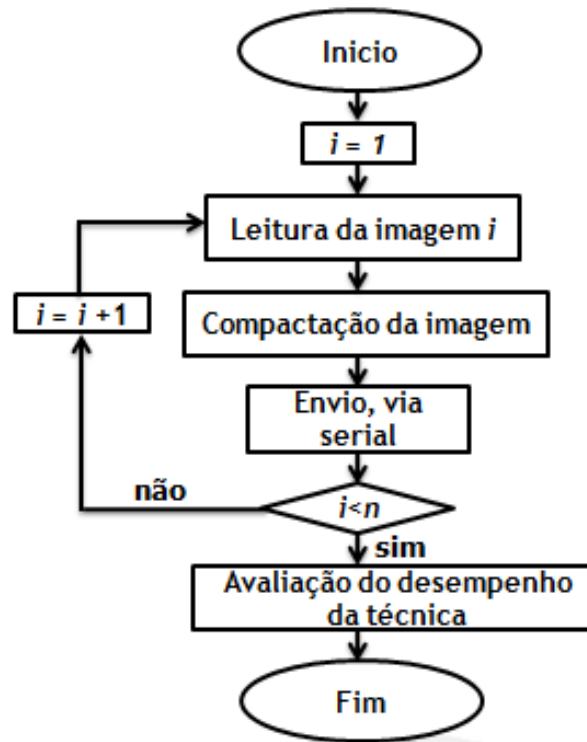 Inicio
i = 1
Leitura da imagem i
i = i +1
Compactação da imagem
Envio, via
serial
não
i<n
sim
Avaliação do desempenho
da técnica
Fim